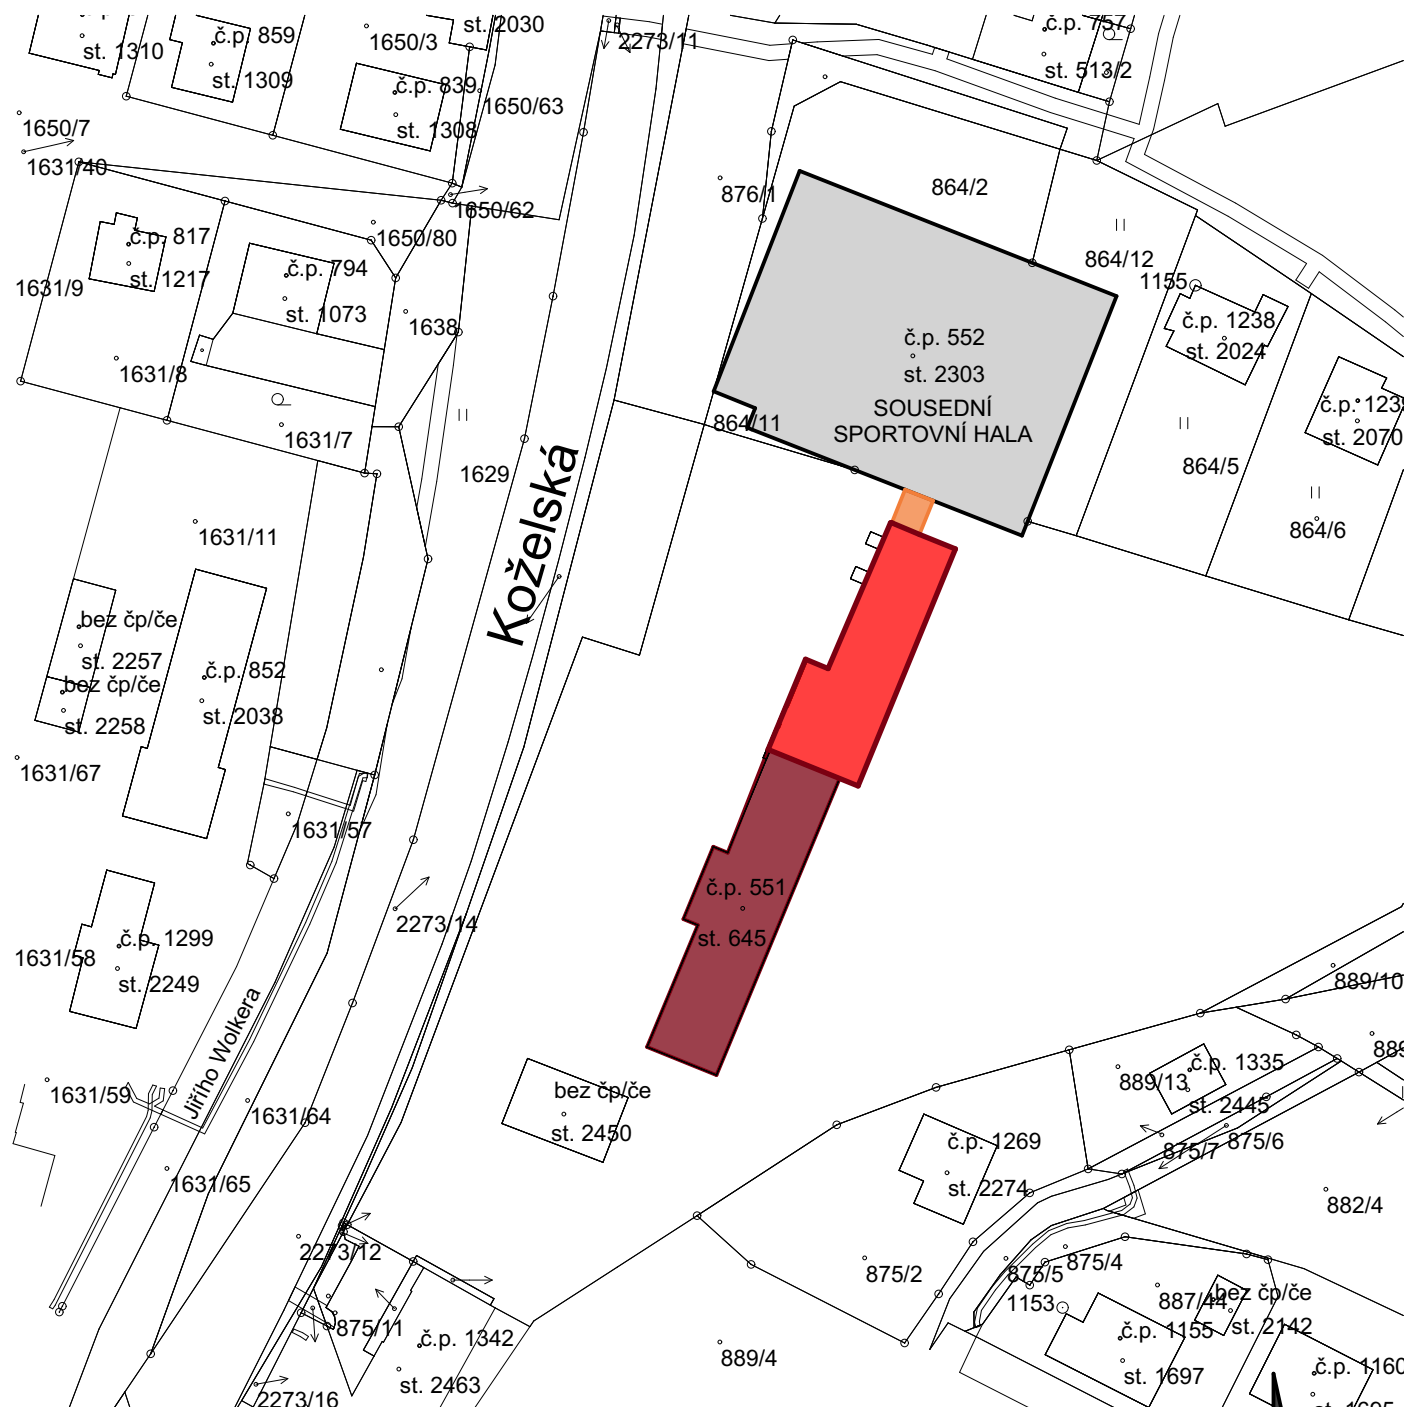 č.p. 859
st. 2030
č.p. 757
1650/3
2273/11
st. 1310
st. 1309
č.p. 839
st. 513/2
1650/63
1650/7
st. 1308
1631/40
876/1
864/2
1650/62
č.p. 817
1650/80
864/12
st. 1217
č.p. 794
1155
1631/9
st. 1073
1638
č.p. 1238
č.p. 552
st. 2024
1631/8
st. 2303
SOUSEDNÍ
SPORTOVNÍ HALA
864/11
1631/7
st. 2070
864/5
1629
Koželská
1631/11
864/6
bez čp/če
st. 2257
č.p. 852
bez čp/če
st. 2038
st. 2258
1631/67
1631/57
č.p. 551
2273/14
st. 645
č.p. 1299
1631/58
st. 2249
889/10
Jiřího Wolkera
č.p. 1335
889/13
bez čp/če
1631/59
st. 2445
1631/64
st. 2450
č.p. 1269
875/6
875/7
1631/65
st. 2274
882/4
2273/12
875/4
875/2
875/5
bez čp/če
887/44
1153
875/11
č.p. 1342
č.p. 1155
st. 2142
889/4
č.p. 1160
st. 1697
st. 2463
2273/16
st. 1695